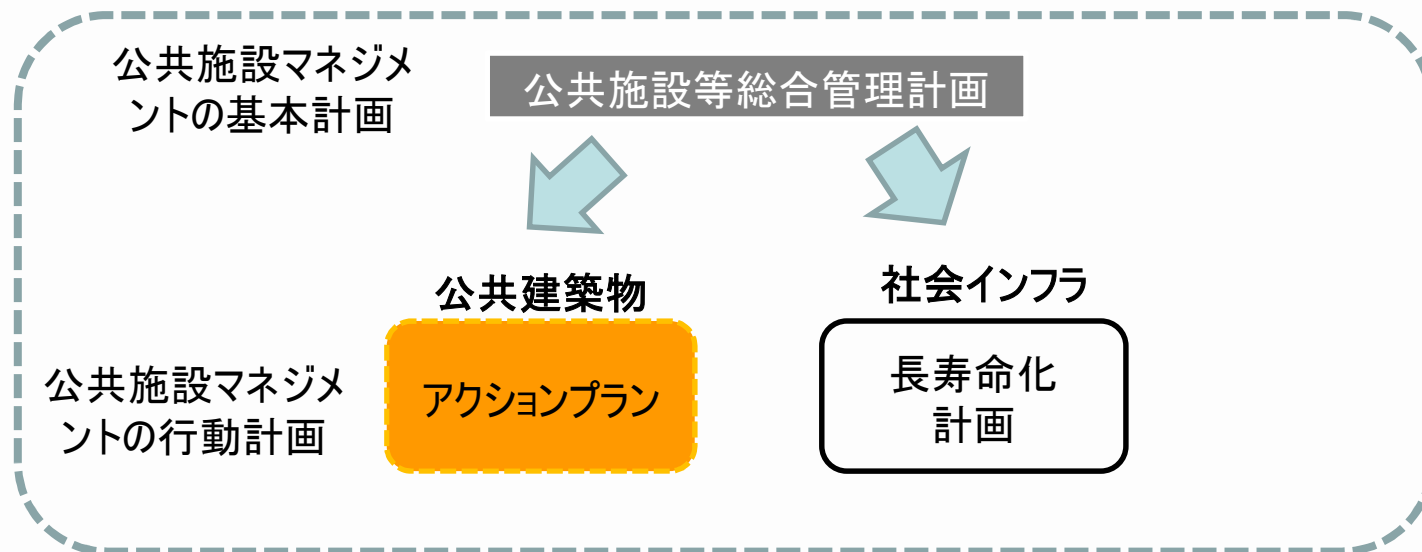 公共施設マネジメ
ントの基本計画
公共施設等総合管理計画
公共建築物
社会インフラ
公共施設マネジメ
ントの行動計画
アクションプラン
長寿命化
計画